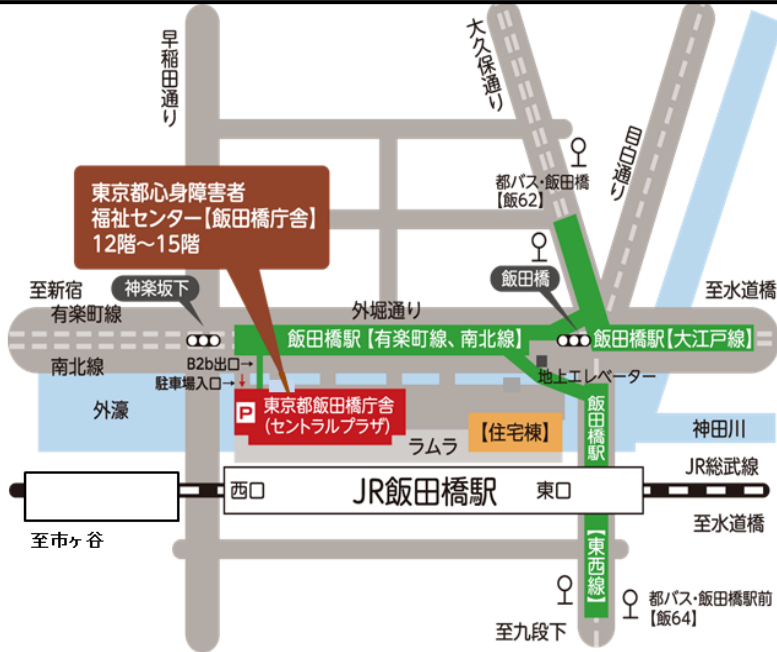 早稲田通り
大久保通り
目白通り
都バス・飯田橋
【飯62】
東京都心身障害者
福祉センター【飯田橋庁舎】
12階～15階
神楽坂下
飯田橋
至新宿
有楽町線
外堀通り
至水道橋
飯田橋駅【有楽町線、南北線】
飯田橋駅【大江戸線】
南北線
B2b出口→
駐車場入口→
地上エレベーター
外濠
P
東京都飯田橋庁舎
(セントラルプラザ)
【住宅棟】
飯田橋駅
神田川
ラムラ
JR総武線
西口
JR飯田橋駅
東口
至水道橋
至市ヶ谷
【東西線】
都バス・飯田橋駅前
【飯64】
至九段下